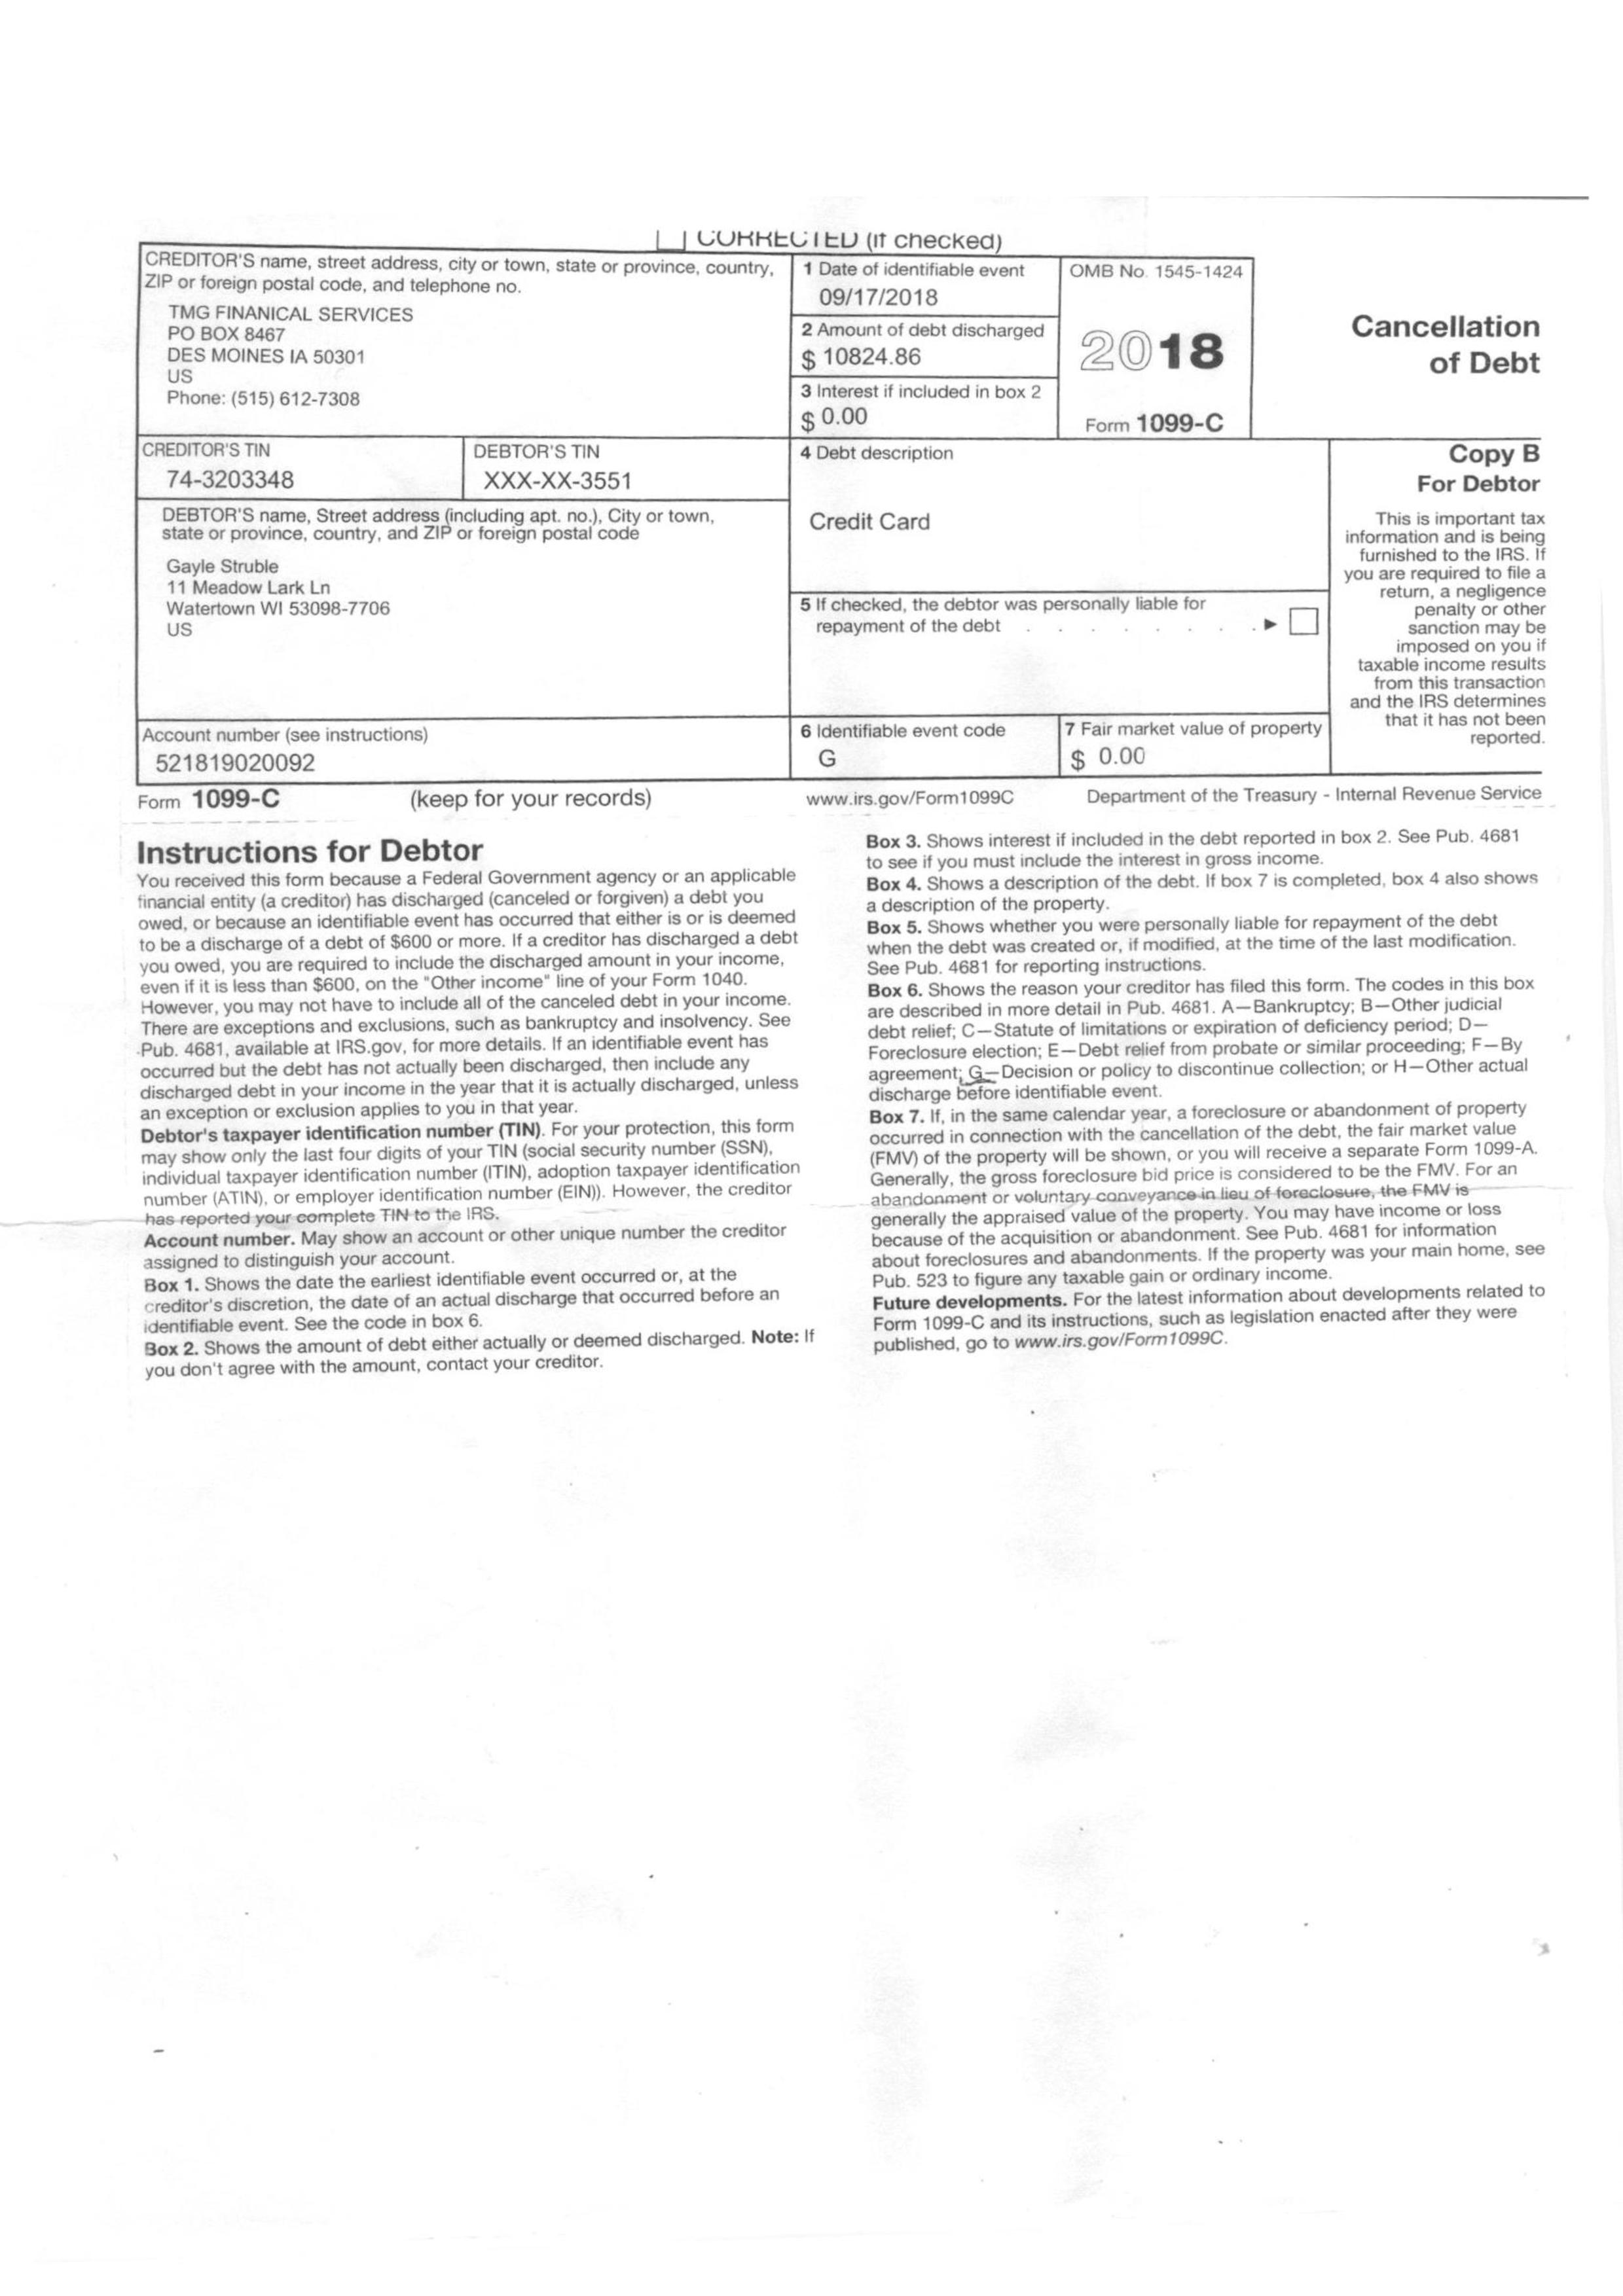 CORRECTED (if checked)
CREDITOR'S name, street address, city or town, state or province, country,
ZIP or foreign postal code, and telephone no.
TMG FINANICAL SERVICES
PO BOX 8467
DES MOINES IA 50301
US
Phone: (515) 612-7308
1 Date of identifiable event
09/17/2018
2 Amount of debt discharged
$ 10824.86
3 Interest if included in box 2
$ 0.00
OMB No. 1545-1424
2018
Form 1099-C
Cancellation
of Debt
CREDITOR'S TIN
74-3203348
DEBTOR'S TIN
XXX-XX-3551
4 Debt description
Credit Card
Copy B
For Debtor
This is important tax
information and is being
furnished to the IRS. If
you are required to file a
return, a negligence
penalty or other
sanction may be
imposed on you if
taxable income results
from this transaction
and the IRS determines
that it has not been
reported.
DEBTOR'S name, Street address (including apt. no.), City or town,
state or province, country, and ZIP or foreign postal code
Gayle Struble
11 Meadow Lark Ln
Watertown WI 53098-7706
US
5 If checked, the debtor was personally liable for
repayment of the debt . . . . . . . . ►
Account number (see instructions)
521819020092
6 Identifiable event code
G
7 Fair market value of property
$ 0.00
Form 1099-C (keep for your records) www.irs.gov/Form1099C Department of the Treasury - Internal Revenue Service
Instructions for Debtor
You received this form because a Federal Government agency or an applicable
financial entity (a creditor) has discharged (canceled or forgiven) a debt you
owed, or because an identifiable event has occurred that either is or is deemed
to be a discharge of a debt of $600 or more. If a creditor has discharged a debt
you owed, you are required to include the discharged amount in your income,
even if it is less than $600, on the "Other income" line of your Form 1040.
However, you may not have to include all of the canceled debt in your income.
There are exceptions and exclusions, such as bankruptcy and insolvency. See
Pub. 4681, available at IRS.gov, for more details. If an identifiable event has
occurred but the debt has not actually been discharged, then include any
discharged debt in your income in the year that it is actually discharged, unless
an exception or exclusion applies to you in that year.
Debtor's taxpayer identification number (TIN). For your protection, this form
may show only the last four digits of your TIN (social security number (SSN),
individual taxpayer identification number (ITIN), adoption taxpayer identification
number (ATIN), or employer identification number (EIN)). However, the creditor
has reported your complete TIN to the IRS.
Account number. May show an account or other unique number the creditor
assigned to distinguish your account.
Box 1. Shows the date the earliest identifiable event occurred or, at the
creditor's discretion, the date of an actual discharge that occurred before an
identifiable event. See the code in box 6.
Box 2. Shows the amount of debt either actually or deemed discharged. Note: If
you don't agree with the amount, contact your creditor.
Box 3. Shows interest if included in the debt reported in box 2. See Pub. 4681
to see if you must include the interest in gross income.
Box 4. Shows a description of the debt. If box 7 is completed, box 4 also shows
a description of the property.
Box 5. Shows whether you were personally liable for repayment of the debt
when the debt was created or, if modified, at the time of the last modification.
See Pub. 4681 for reporting instructions.
Box 6. Shows the reason your creditor has filed this form. The codes in this box
are described in more detail in Pub. 4681. A—Bankruptcy; B—Other judicial
debt relief; C—Statute of limitations or expiration of deficiency period; D—
Foreclosure election; E—Debt relief from probate or similar proceeding; F—By
agreement; G—Decision or policy to discontinue collection; or H—Other actual
discharge before identifiable event.
Box 7. If, in the same calendar year, a foreclosure or abandonment of property
occurred in connection with the cancellation of the debt, the fair market value
(FMV) of the property will be shown, or you will receive a separate Form 1099-A.
Generally, the gross foreclosure bid price is considered to be the FMV. For an
abandonment or voluntary conveyance in lieu of foreclosure, the FMV is
generally the appraised value of the property. You may have income or loss
because of the acquisition or abandonment. See Pub. 4681 for information
about foreclosures and abandonments. If the property was your main home, see
Pub. 523 to figure any taxable gain or ordinary income.
Future developments. For the latest information about developments related to
Form 1099-C and its instructions, such as legislation enacted after they were
published, go to www.irs.gov/Form1099C.